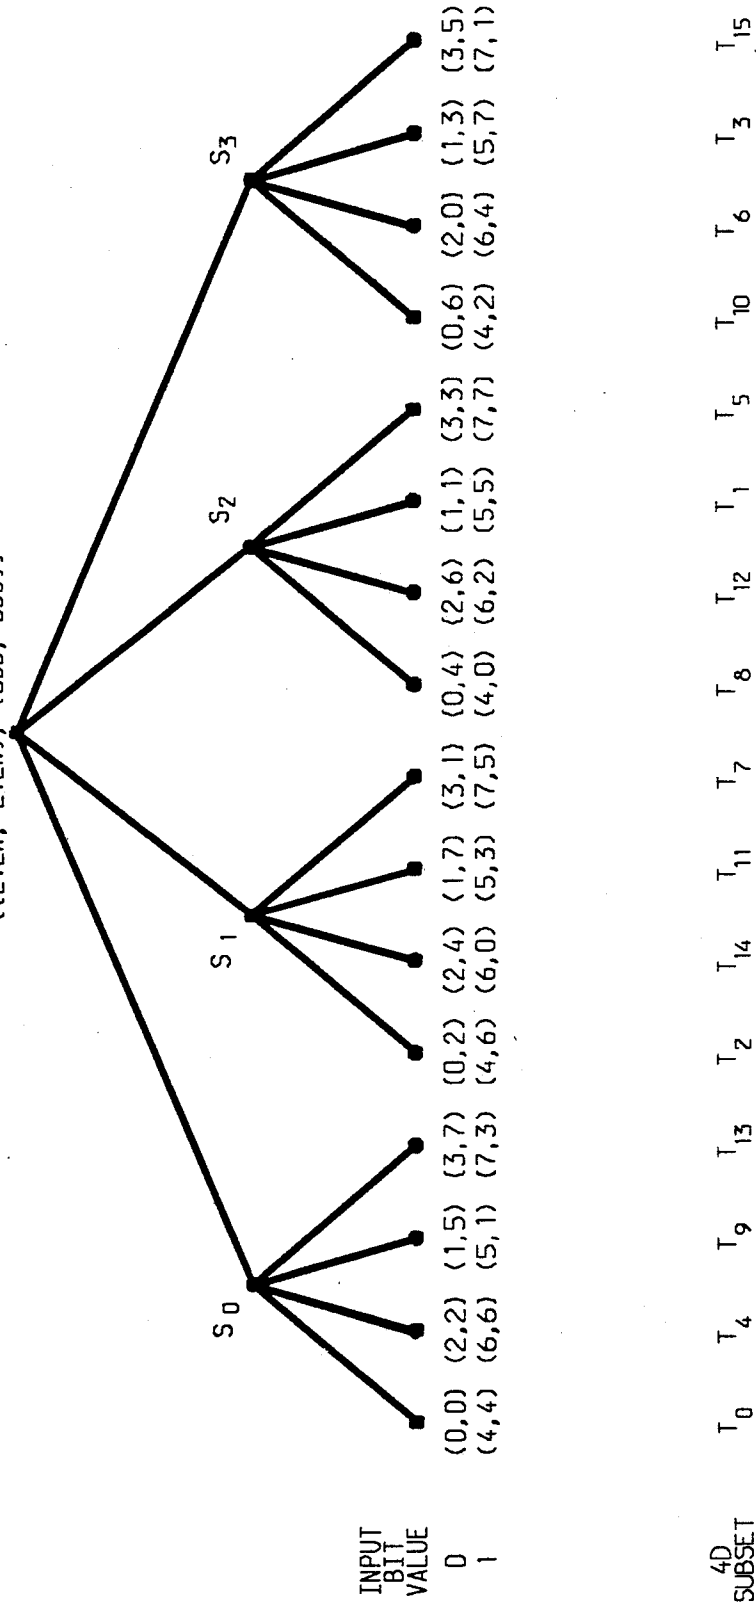 S0 S1 S2 S3
INPUT
BIT
VALUE
0 (0,0) (2,2) (1,5) (3,7) (0,2) (2,4) (1,7) (3,1) (0,4) (2,6) (1,1) (3,3) (0,6) (2,0) (1,3) (3,5)
1 (4,4) (6,6) (5,1) (7,3) (4,6) (6,0) (5,3) (7,5) (4,0) (6,2) (5,5) (7,7) (4,2) (6,4) (5,7) (7,1)
4D
SUBSET T0 T4 T9 T13 T2 T14 T11 T7 T8 T12 T1 T5 T10 T6 T3 T15